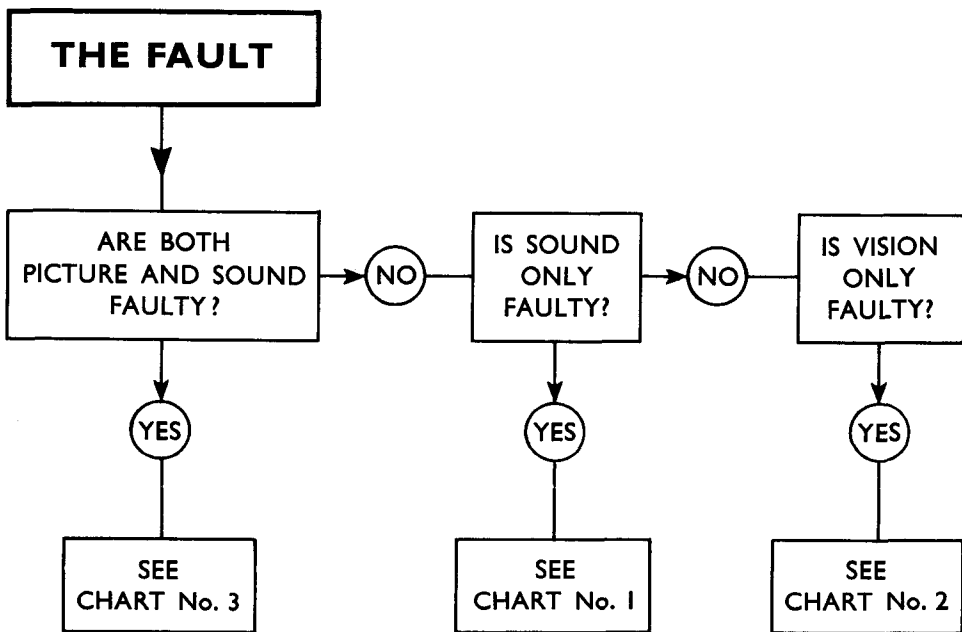 THE FAULT
ARE BOTH
PICTURE AND SOUND
FAULTY?
NO
IS SOUND
ONLY
FAULTY?
NO
IS VISION
ONLY
FAULTY?
YES
YES
YES
SEE
CHART No. 3
SEE
CHART No. 1
SEE
CHART No. 2